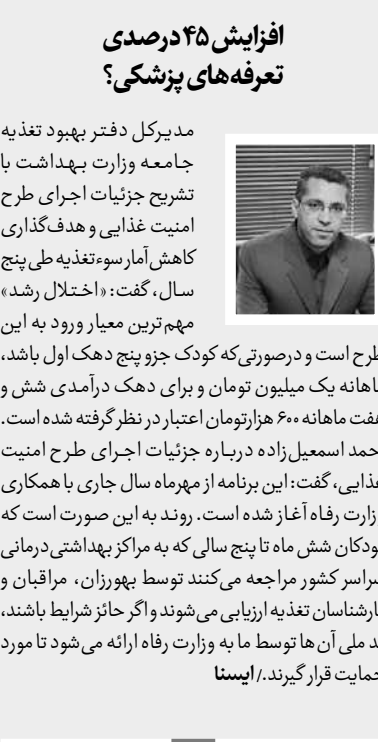 افزایش ۴۵ درصدی
تعرفه‌های پزشکی؟
مدیرکل دفتر بهبود تغذیه
جامعه وزارت بهداشت با
تشریح جزئیات اجرای طرح
امنیت غذایی و هدف‌گذاری
کاهش آمار سوءتغذیه طی پنج
سال، گفت: «اختلال رشد»
مهم‌ترین معیار ورود به این
طرح است و درصورتی‌که کودک جزو پنج دهک اول باشد،
ماهانه یک میلیون تومان و برای دهک درآمدی شش و
هفت ماهانه ۶۰۰ هزارتومان اعتبار در نظر گرفته شده است.
احمد اسمعیل‌زاده درباره جزئیات اجرای طرح امنیت
غذایی، گفت: این برنامه از مهرماه سال جاری با همکاری
وزارت رفاه آغاز شده است. روند به این صورت است که
کودکان شش ماه تا پنج سالی که به مراکز بهداشتی‌درمانی
سراسر کشور مراجعه می‌کنند توسط بهورزان، مراقبان و
کارشناسان تغذیه ارزیابی می‌شوند و اگر حائز شرایط باشند،
کد ملی آن‌ها توسط ما به وزارت رفاه ارائه می‌شود تا مورد
حمایت قرار گیرند./ ایسنا